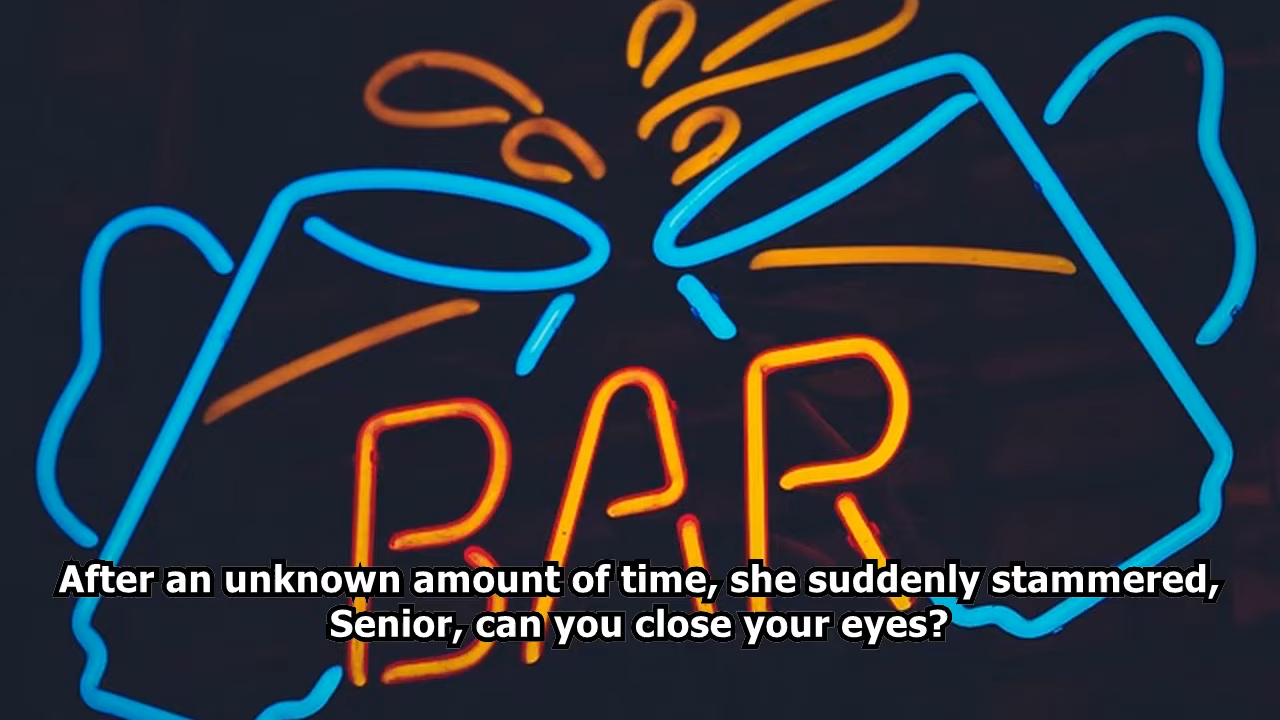 BAR
After an unknown amount of time, she suddenly stammered,
Senior, can you close your eyes?